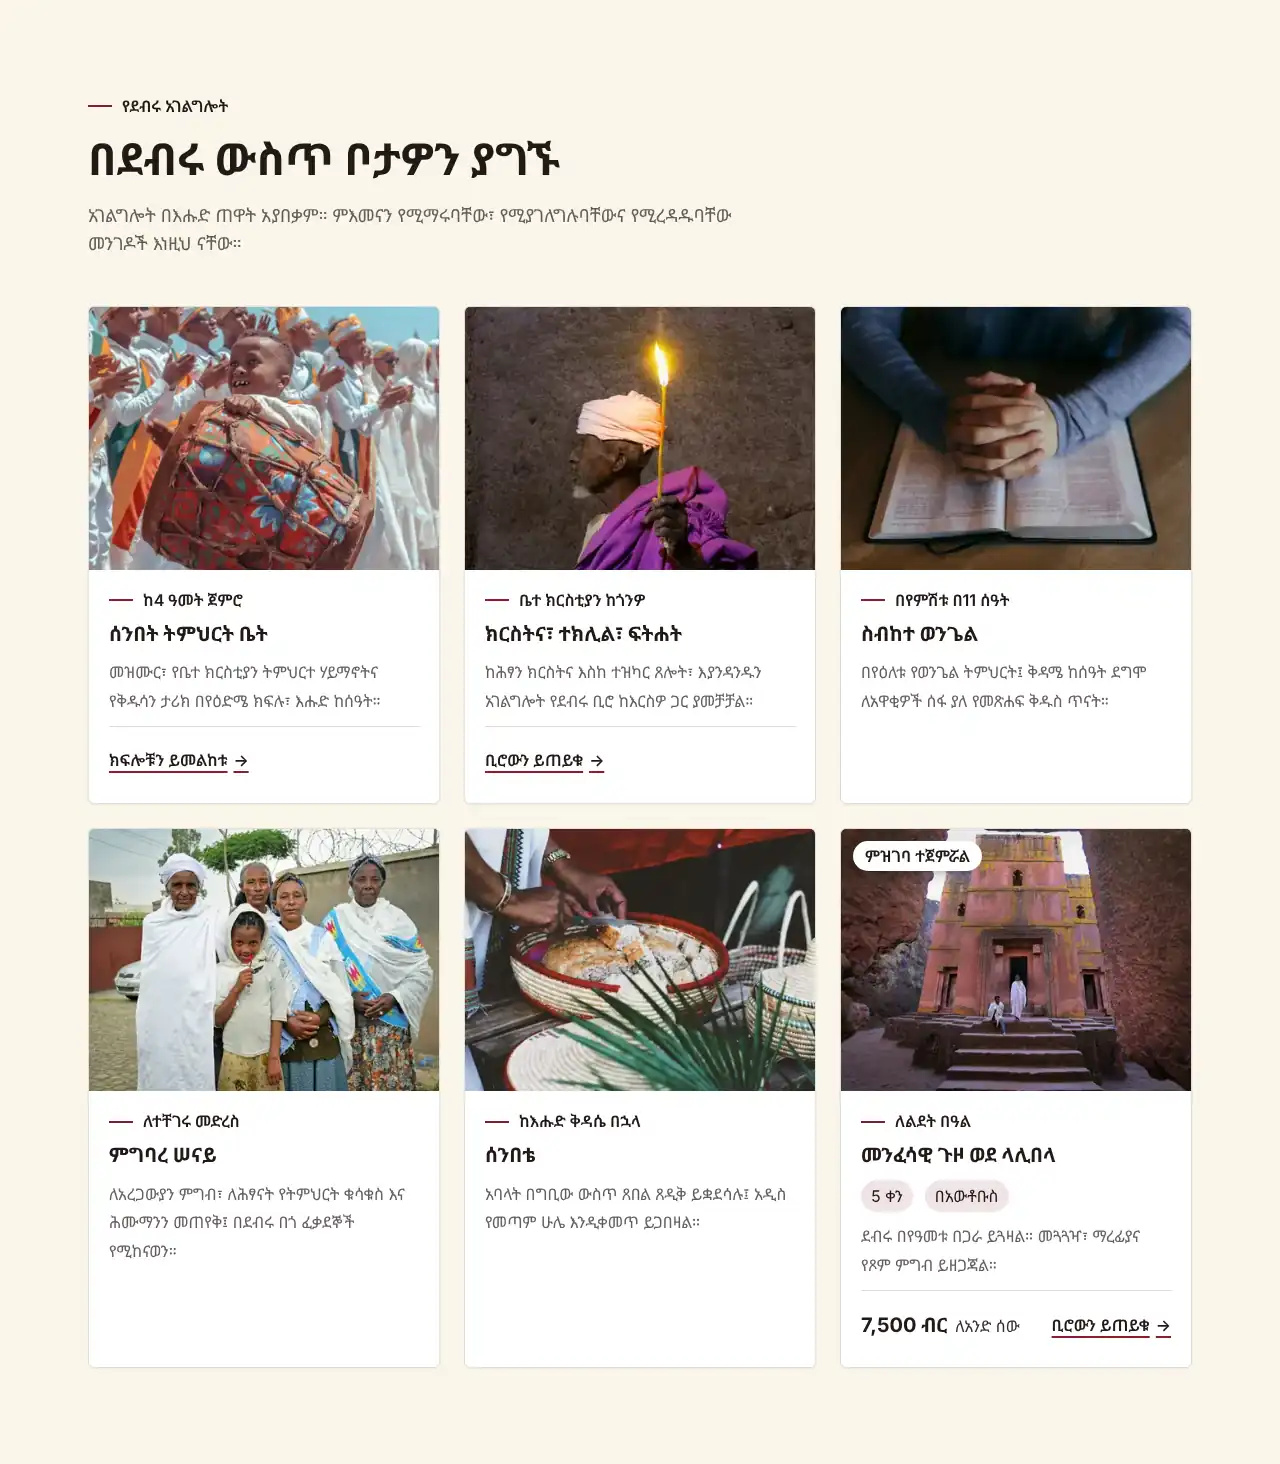 የደብሩ አገልግሎት
በደብሩ ውስጥ ቦታዎን ያግኙ
አገልግሎት በእሑድ ጠዋት አያበቃም። ምእመናን የሚማሩባቸው፣ የሚያገለግሉባቸውና የሚረዳዱባቸው
መንገዶች እነዚህ ናቸው።
ከ4 ዓመት ጀምሮ
ሰንበት ትምህርት ቤት
መዝሙር፣ የቤተ ክርስቲያን ትምህርተ ሃይማኖትና
የቅዱሳን ታሪክ በየዕድሜ ክፍሉ፣ እሑድ ከሰዓት።
ክፍሎቹን ይመልከቱ →
ቤተ ክርስቲያን ከጎንዎ
ክርስትና፣ ተክሊል፣ ፍትሐት
ከሕፃን ክርስትና እስከ ተዝካር ጸሎት፣ እያንዳንዱን
አገልግሎት የደብሩ ቢሮ ከእርስዎ ጋር ያመቻቻል።
ቢሮውን ይጠይቁ →
በየምሽቱ በ11 ሰዓት
ስብከተ ወንጌል
በየዕለቱ የወንጌል ትምህርት፤ ቅዳሜ ከሰዓት ደግሞ
ለአዋቂዎች ሰፋ ያለ የመጽሐፍ ቅዱስ ጥናት።
ለተቸገሩ መድረስ
ምግባረ ሠናይ
ለአረጋውያን ምግብ፣ ለሕፃናት የትምህርት ቁሳቁስ እና
ሕሙማንን መጠየቅ፤ በደብሩ በጎ ፈቃደኞች
የሚከናወን።
ከእሑድ ቅዳሴ በኋላ
ሰንበቴ
አባላት በግቢው ውስጥ ጸበል ጸዲቅ ይቋደሳሉ፤ አዲስ
የመጣም ሁሌ እንዲቀመጥ ይጋበዛል።
ምዝገባ ተጀምሯል
ለልደት በዓል
መንፈሳዊ ጉዞ ወደ ላሊበላ
5 ቀን
በአውቶቡስ
ደብሩ በየዓመቱ በጋራ ይጓዛል። መጓጓዣ፣ ማረፊያና
የጾም ምግብ ይዘጋጃል።
7,500 ብር ለአንድ ሰው
ቢሮውን ይጠይቁ →